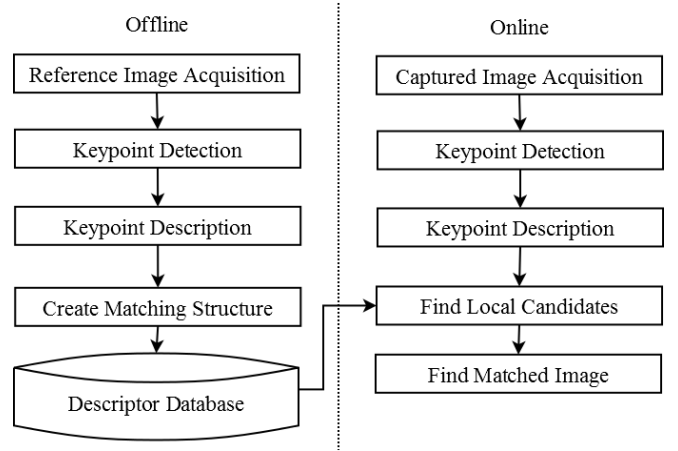 Offline
Reference Image Acquisition
Keypoint Detection
Keypoint Description
Create Matching Structure
Descriptor Database
Online
Captured Image Acquisition
Keypoint Detection
Keypoint Description
Find Local Candidates
Find Matched Image